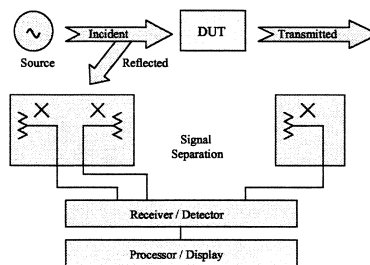 Incident
DUT
Transmitted
Source
Reflected
Signal
Separation
Receiver / Detector
Processor / Display